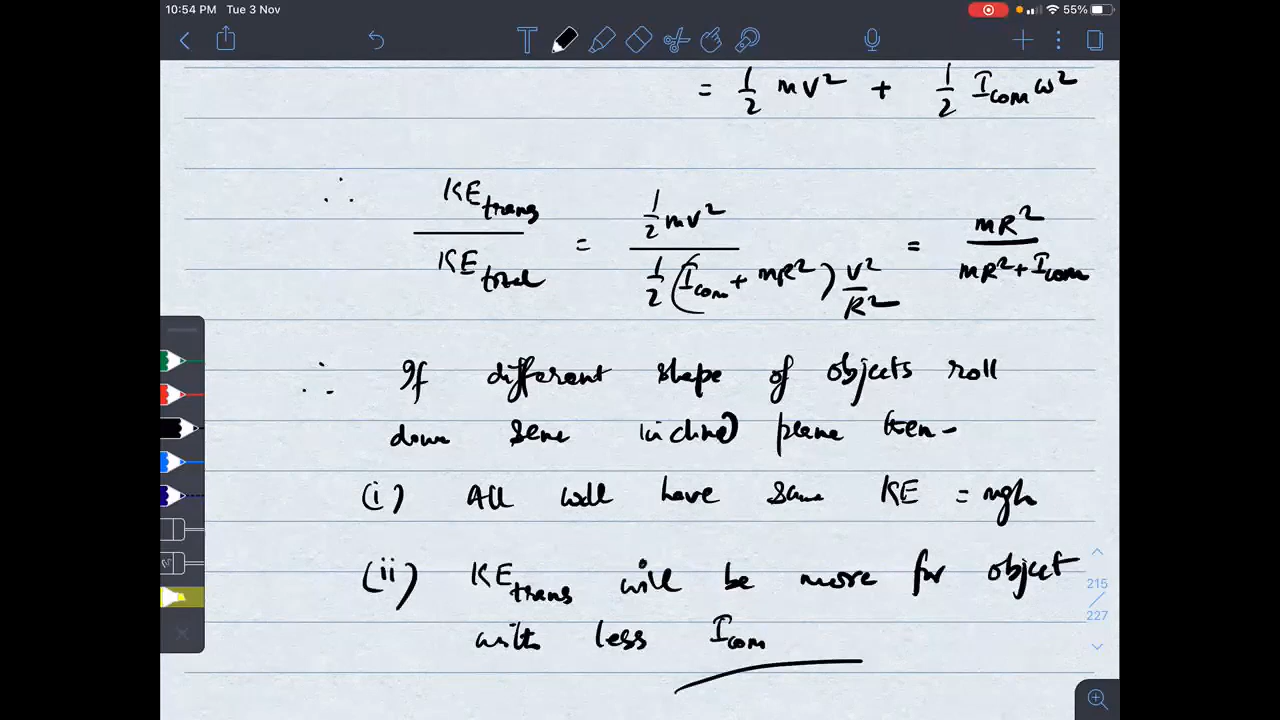 10:54 PM Tue 3 Nov 55%
= 1/2 mv² + 1/2 I_com ω²
∴ KE_trans / KE_total = 1/2 mv² / 1/2 (I_com + mR²) v²/R² = mR² / mR² + I_com
∴ If different shape of objects roll
down same inclined plane then -
(i) All will have same KE = mgh
(ii) KE_trans will be more for object
with less I_com
215
/
227